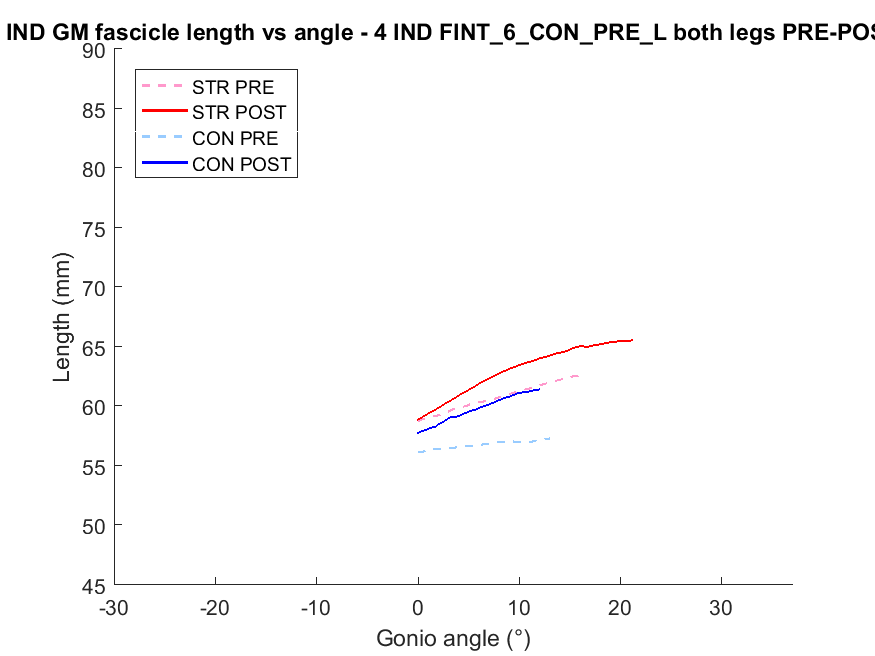 IND GM fascicle length vs angle - 4 IND FINT_6_CON_PRE_L both legs PRE-POS
90
85
80
75
70
65
60
55
50
45
STR PRE
STR POST
CON PRE
CON POST
Length (mm)
-30
-20
-10
0
10
20
30
Gonio angle (°)